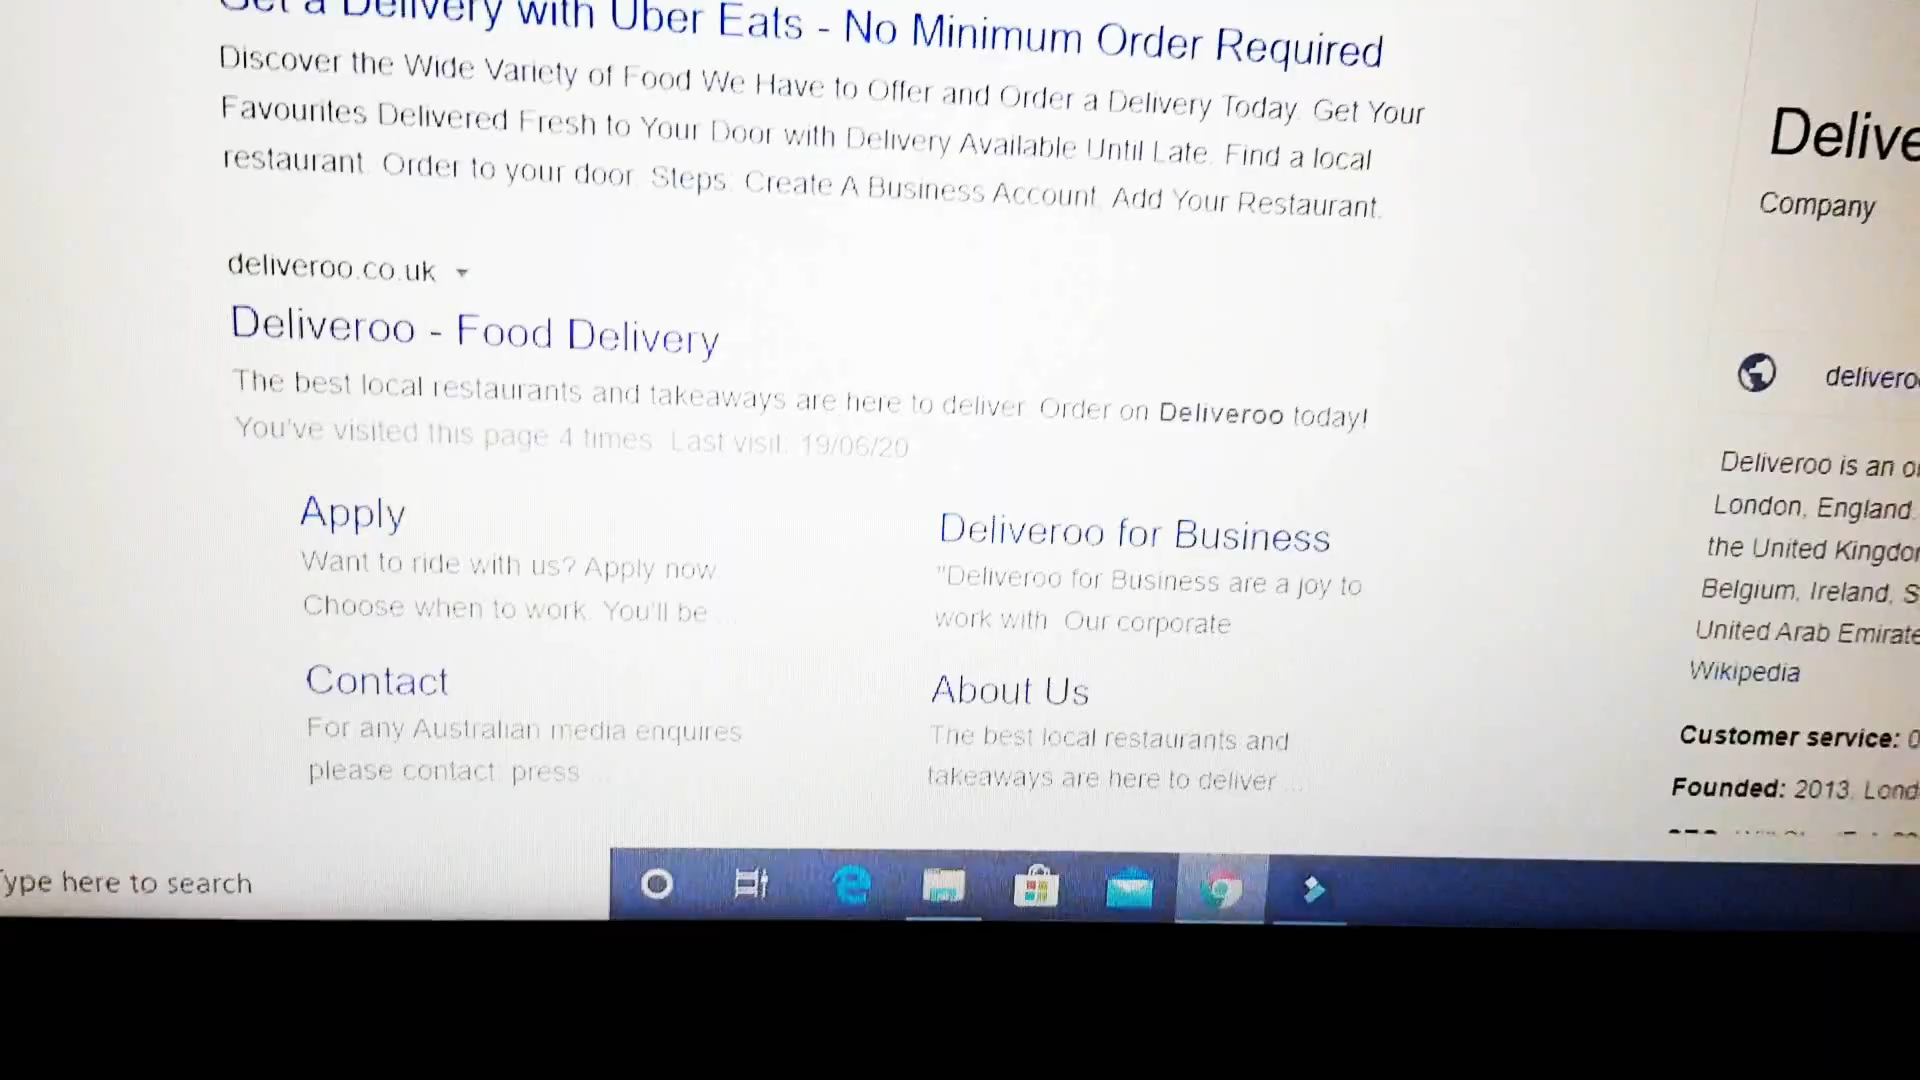 Get a Delivery with Uber Eats - No Minimum Order Required
Discover the Wide Variety of Food We Have to Offer and Order a Delivery Today. Get Your
Favourites Delivered Fresh to Your Door with Delivery Available Until Late. Find a local
restaurant. Order to your door. Steps: Create A Business Account, Add Your Restaurant.
deliveroo.co.uk
Deliveroo - Food Delivery
The best local restaurants and takeaways are here to deliver. Order on Deliveroo today!
You've visited this page 4 times. Last visit: 19/06/20
Apply
Want to ride with us? Apply now.
Choose when to work. You'll be ...
Deliveroo for Business
"Deliveroo for Business are a joy to
work with. Our corporate
Contact
For any Australian media enquires
please contact: press ...
About Us
The best local restaurants and
takeaways are here to deliver ...
Delive
Company
delivero
Deliveroo is an
London, England.
the United Kingdo
Belgium, Ireland, S
United Arab Emirate
Wikipedia
Customer service: 0
Founded: 2013, Lond
ype here to search